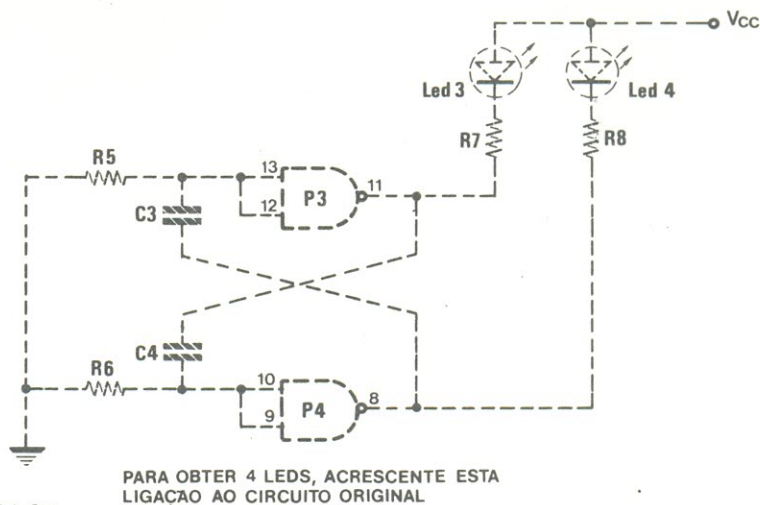 Vcc
Led 3
Led 4
R7
R8
R5
13
P3
11
12
C3
C4
R6
10
P4
8
9
PARA OBTER 4 LEDS, ACRESCENTE ESTA
LIGAÇÃO AO CIRCUITO ORIGINAL